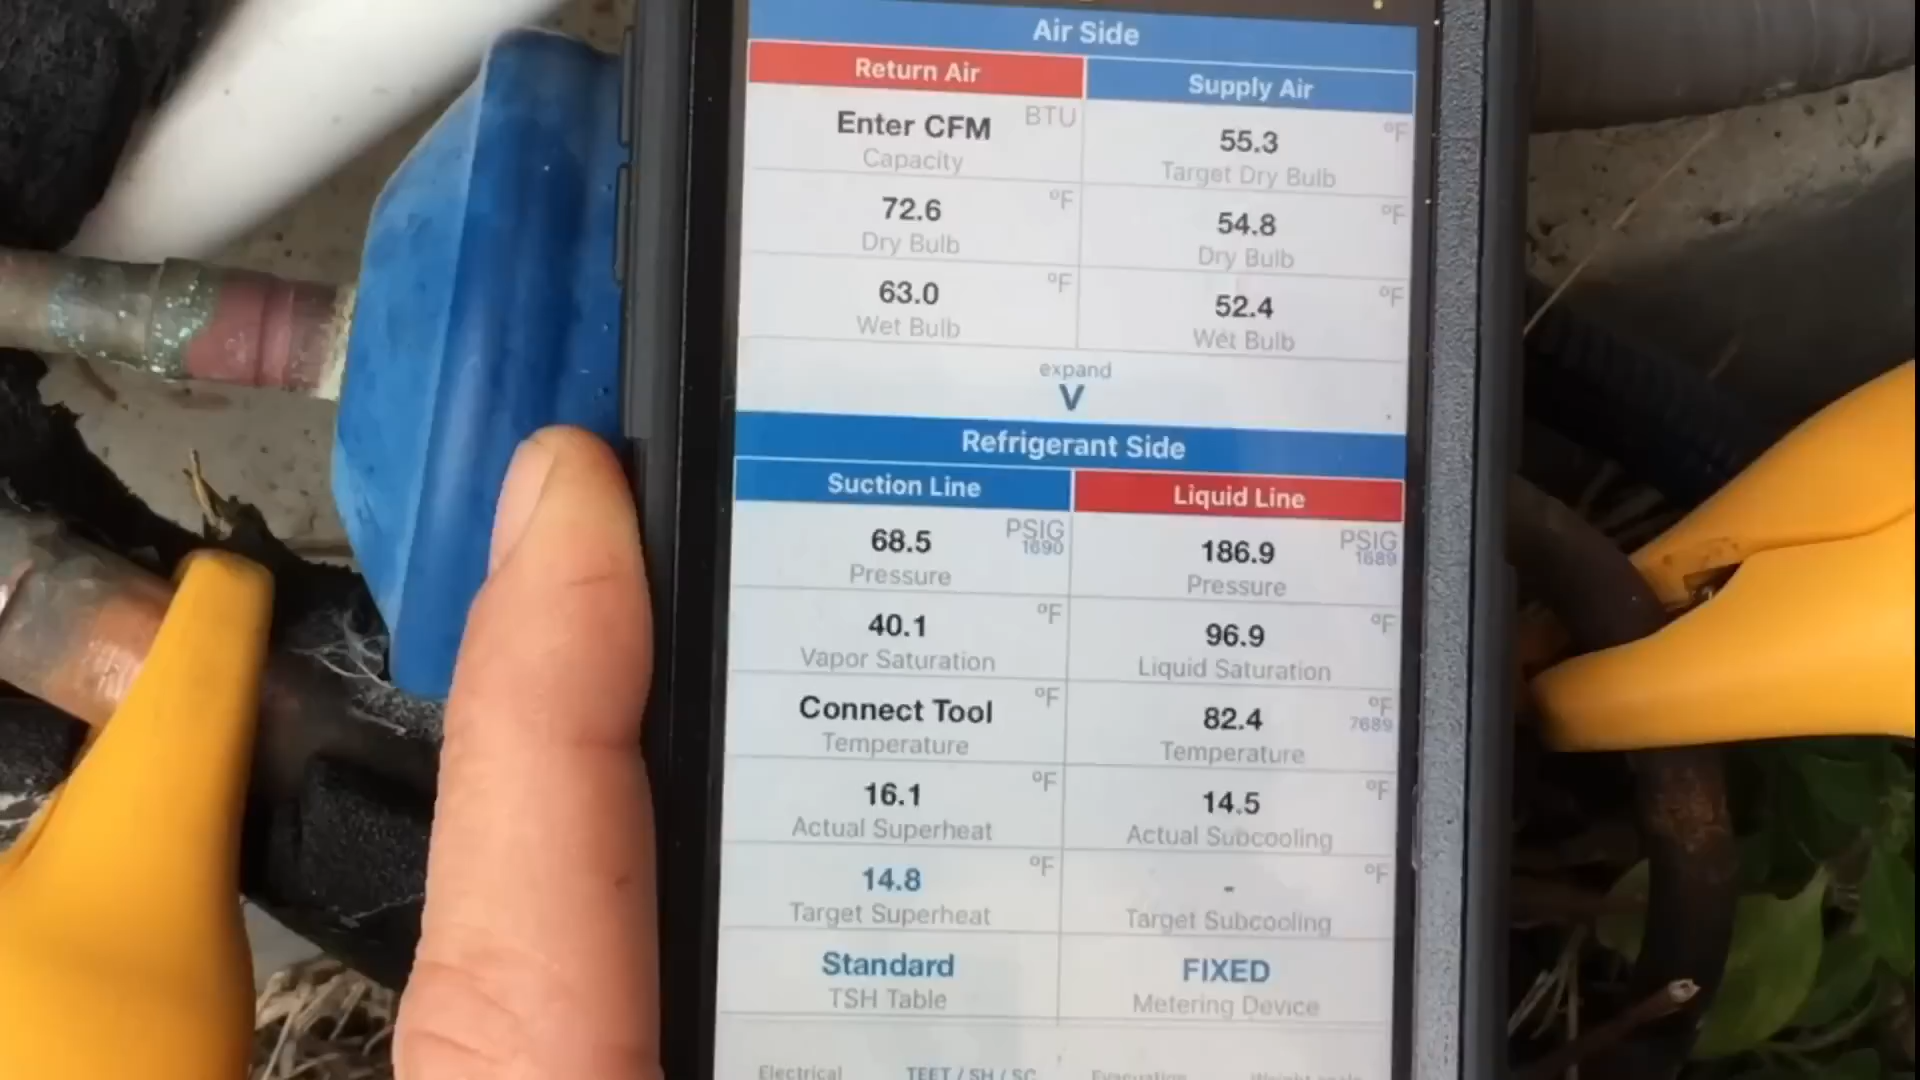 Air Side
Return Air
Supply Air
Enter CFM
BTU
Capacity
55.3
°F
Target Dry Bulb
72.6
°F
Dry Bulb
54.8
°F
Dry Bulb
63.0
°F
Wet Bulb
52.4
°F
Wet Bulb
expand
V
Refrigerant Side
Suction Line
Liquid Line
68.5
PSIG
1690
Pressure
186.9
PSIG
1689
Pressure
40.1
°F
Vapor Saturation
96.9
°F
Liquid Saturation
Connect Tool
°F
Temperature
82.4
°F
7689
Temperature
16.1
°F
Actual Superheat
14.5
°F
Actual Subcooling
14.8
°F
Target Superheat
-
°F
Target Subcooling
Standard
TSH Table
FIXED
Metering Device
Electrical
TEET / SH / SC
Evacuation
Weight scale